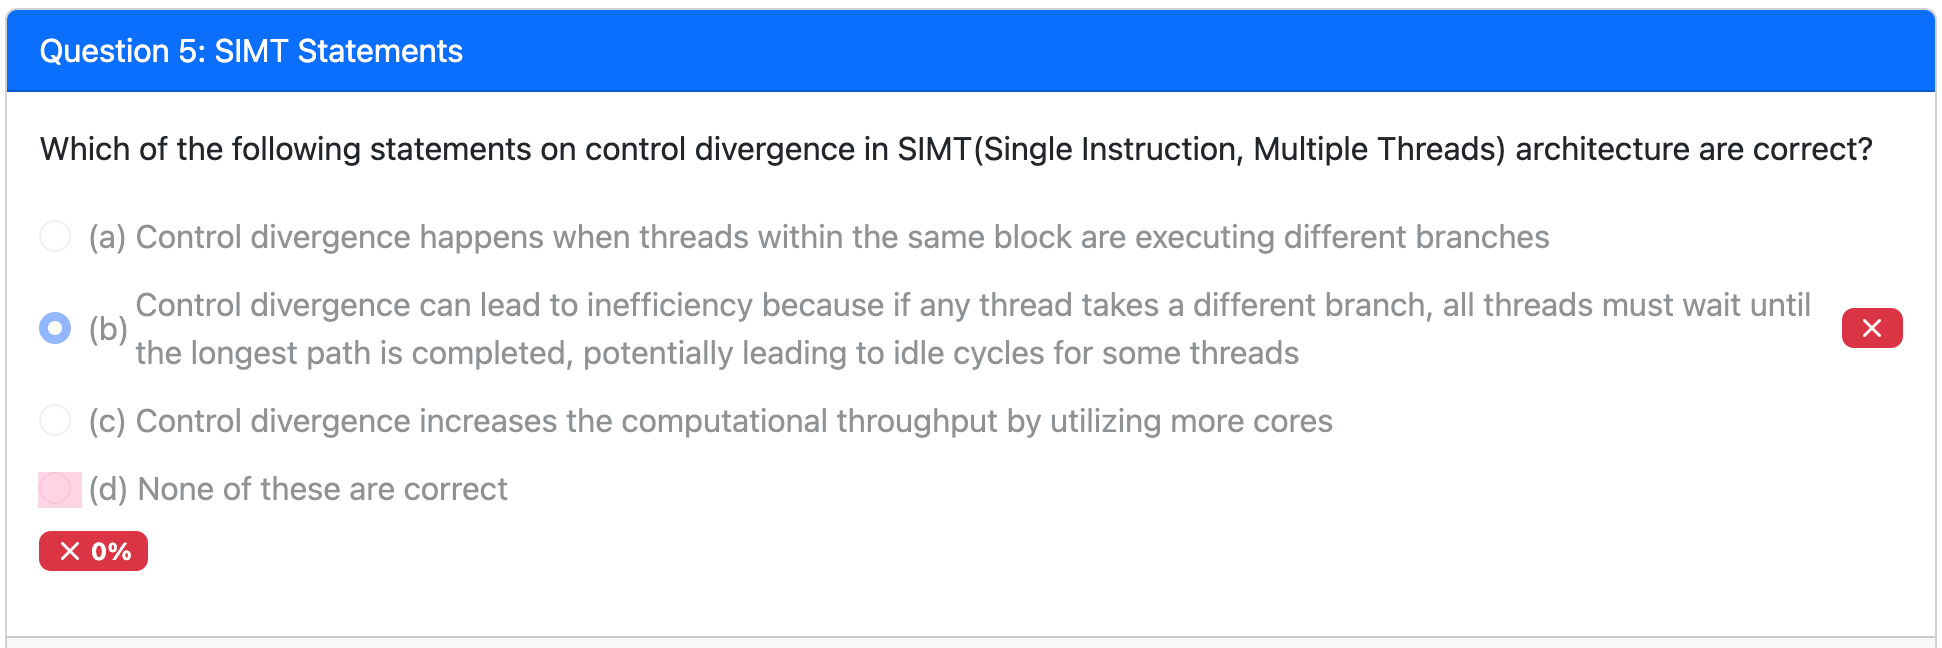 Question 5: SIMT Statements
Which of the following statements on control divergence in SIMT(Single Instruction, Multiple Threads) architecture are correct?
(a) Control divergence happens when threads within the same block are executing different branches
(b) Control divergence can lead to inefficiency because if any thread takes a different branch, all threads must wait until
the longest path is completed, potentially leading to idle cycles for some threads
(c) Control divergence increases the computational throughput by utilizing more cores
(d) None of these are correct
× 0%